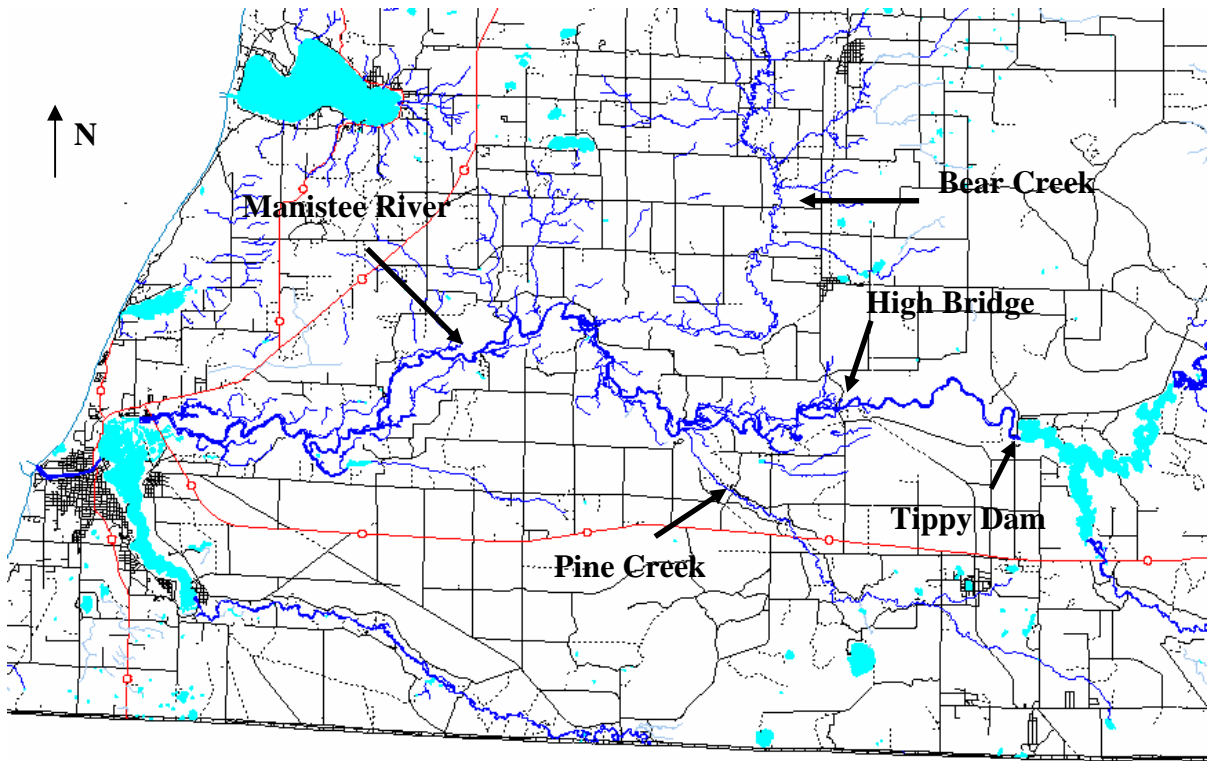 N
Bear Creek
Manistee River
High Bridge
Tippy Dam
Pine Creek